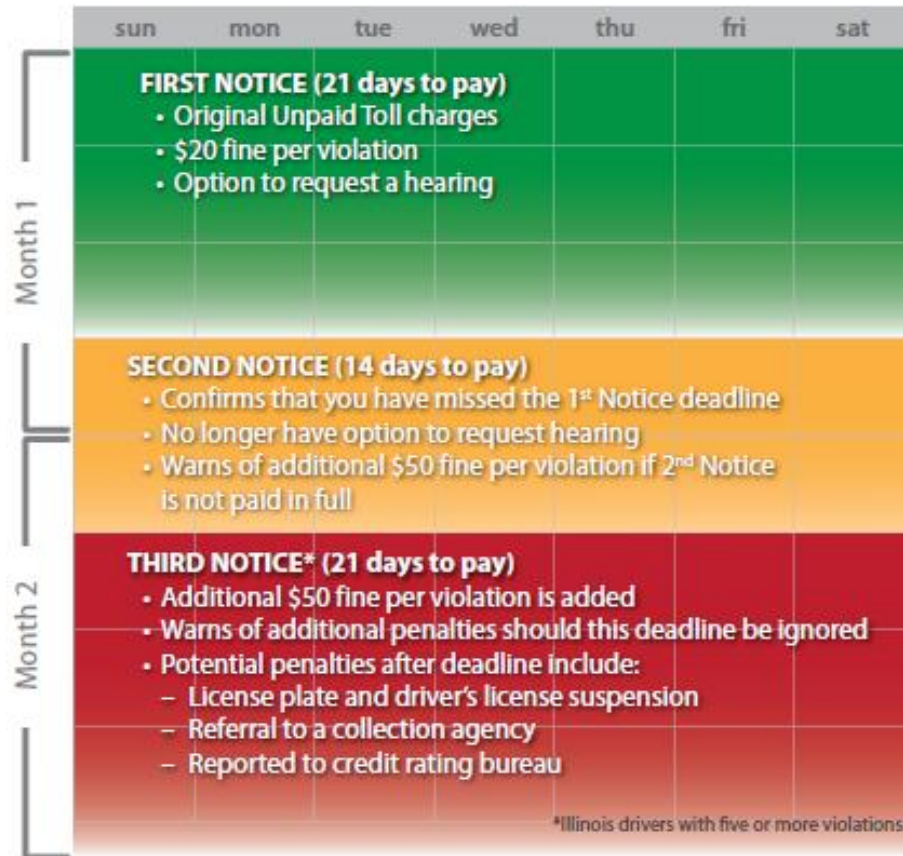 sun mon tue wed thu fri sat
Month 1
FIRST NOTICE (21 days to pay)
• Original Unpaid Toll charges
• $20 fine per violation
• Option to request a hearing
SECOND NOTICE (14 days to pay)
• Confirms that you have missed the 1st Notice deadline
• No longer have option to request hearing
• Warns of additional $50 fine per violation if 2nd Notice
is not paid in full
Month 2
THIRD NOTICE* (21 days to pay)
• Additional $50 fine per violation is added
• Warns of additional penalties should this deadline be ignored
• Potential penalties after deadline include:
– License plate and driver's license suspension
– Referral to a collection agency
– Reported to credit rating bureau
*Illinois drivers with five or more violations